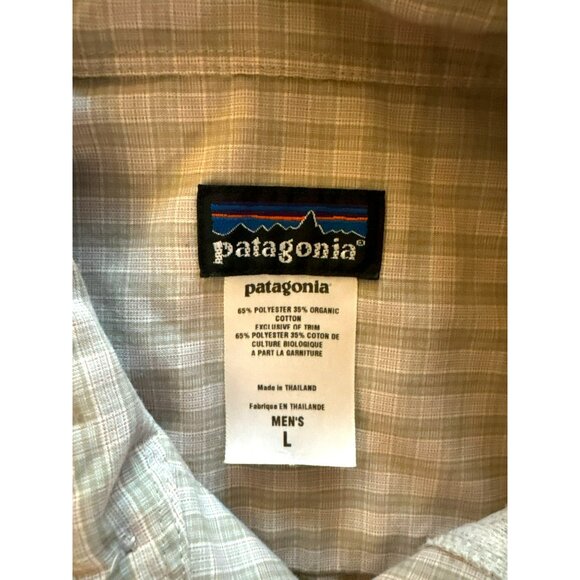 patagonia®
patagonia®
65% POLYESTER 35% ORGANIC
COTTON
EXCLUSIVE OF TRIM
65% POLYESTER 35% COTON DE
CULTURE BIOLOGIQUE
A PART LA GARNITURE
Made in THAILAND
Fabriqué EN THAILANDE
MEN'S
L